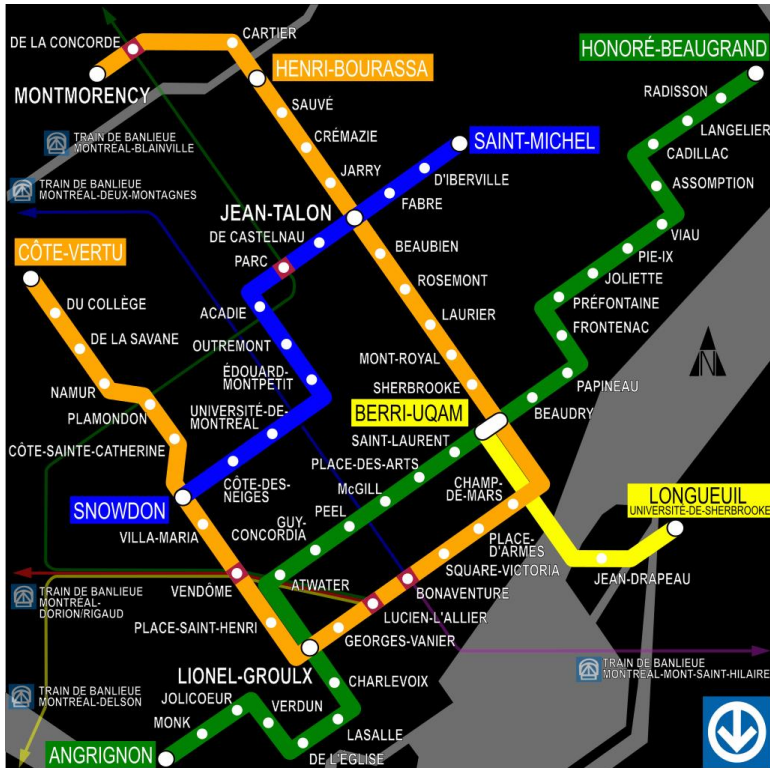 DE LA CONCORDE
CARTIER
HONORÉ-BEAUGRAND
MONTMORENCY
HENRI-BOURASSA
RADISSON
SAUVÉ
LANGELIER
TRAIN DE BANLIEUE
MONTRÉAL-BLAINVILLE
CRÉMAZIE
SAINT-MICHEL
CADILLAC
JARRY
D'IBERVILLE
ASSOMPTION
TRAIN DE BANLIEUE
MONTRÉAL-DEUX-MONTAGNES
JEAN-TALON
FABRE
DE CASTELNAU
VIAU
CÔTE-VERTU
PARC
BEAUBIEN
PIE-IX
ROSEMONT
JOLIETTE
DU COLLÈGE
ACADIE
LAURIER
PRÉFONTAINE
DE LA SAVANE
OUTREMONT
FRONTENAC
N
MONT-ROYAL
ÉDOUARD-
MONTPETIT
NAMUR
SHERBROOKE
PAPINEAU
PLAMONDON
UNIVERSITÉ-DE-
MONTRÉAL
BERRI-UQAM
BEAUDRY
CÔTE-SAINTE-CATHERINE
SAINT-LAURENT
PLACE-DES-ARTS
CÔTE-DES-
NEIGES
McGILL
CHAMP-
DE-MARS
LONGUEUIL
UNIVERSITÉ-DE-SHERBROOKE
SNOWDON
PEEL
GUY-
CONCORDIA
VILLA-MARIA
PLACE-
D'ARMES
SQUARE-VICTORIA
JEAN-DRAPEAU
VENDÔME
ATWATER
BONAVENTURE
TRAIN DE BANLIEUE
MONTRÉAL-
DORION/RIGAUD
LUCIEN-L'ALLIER
PLACE-SAINT-HENRI
GEORGES-VANIER
LIONEL-GROULX
CHARLEVOIX
TRAIN DE BANLIEUE
MONTRÉAL-MONT-SAINT-HILAIRE
TRAIN DE BANLIEUE
MONTRÉAL-DELSON
JOLICOEUR
VERDUN
MONK
LASALLE
ANGRIGNON
DE L'ÉGLISE